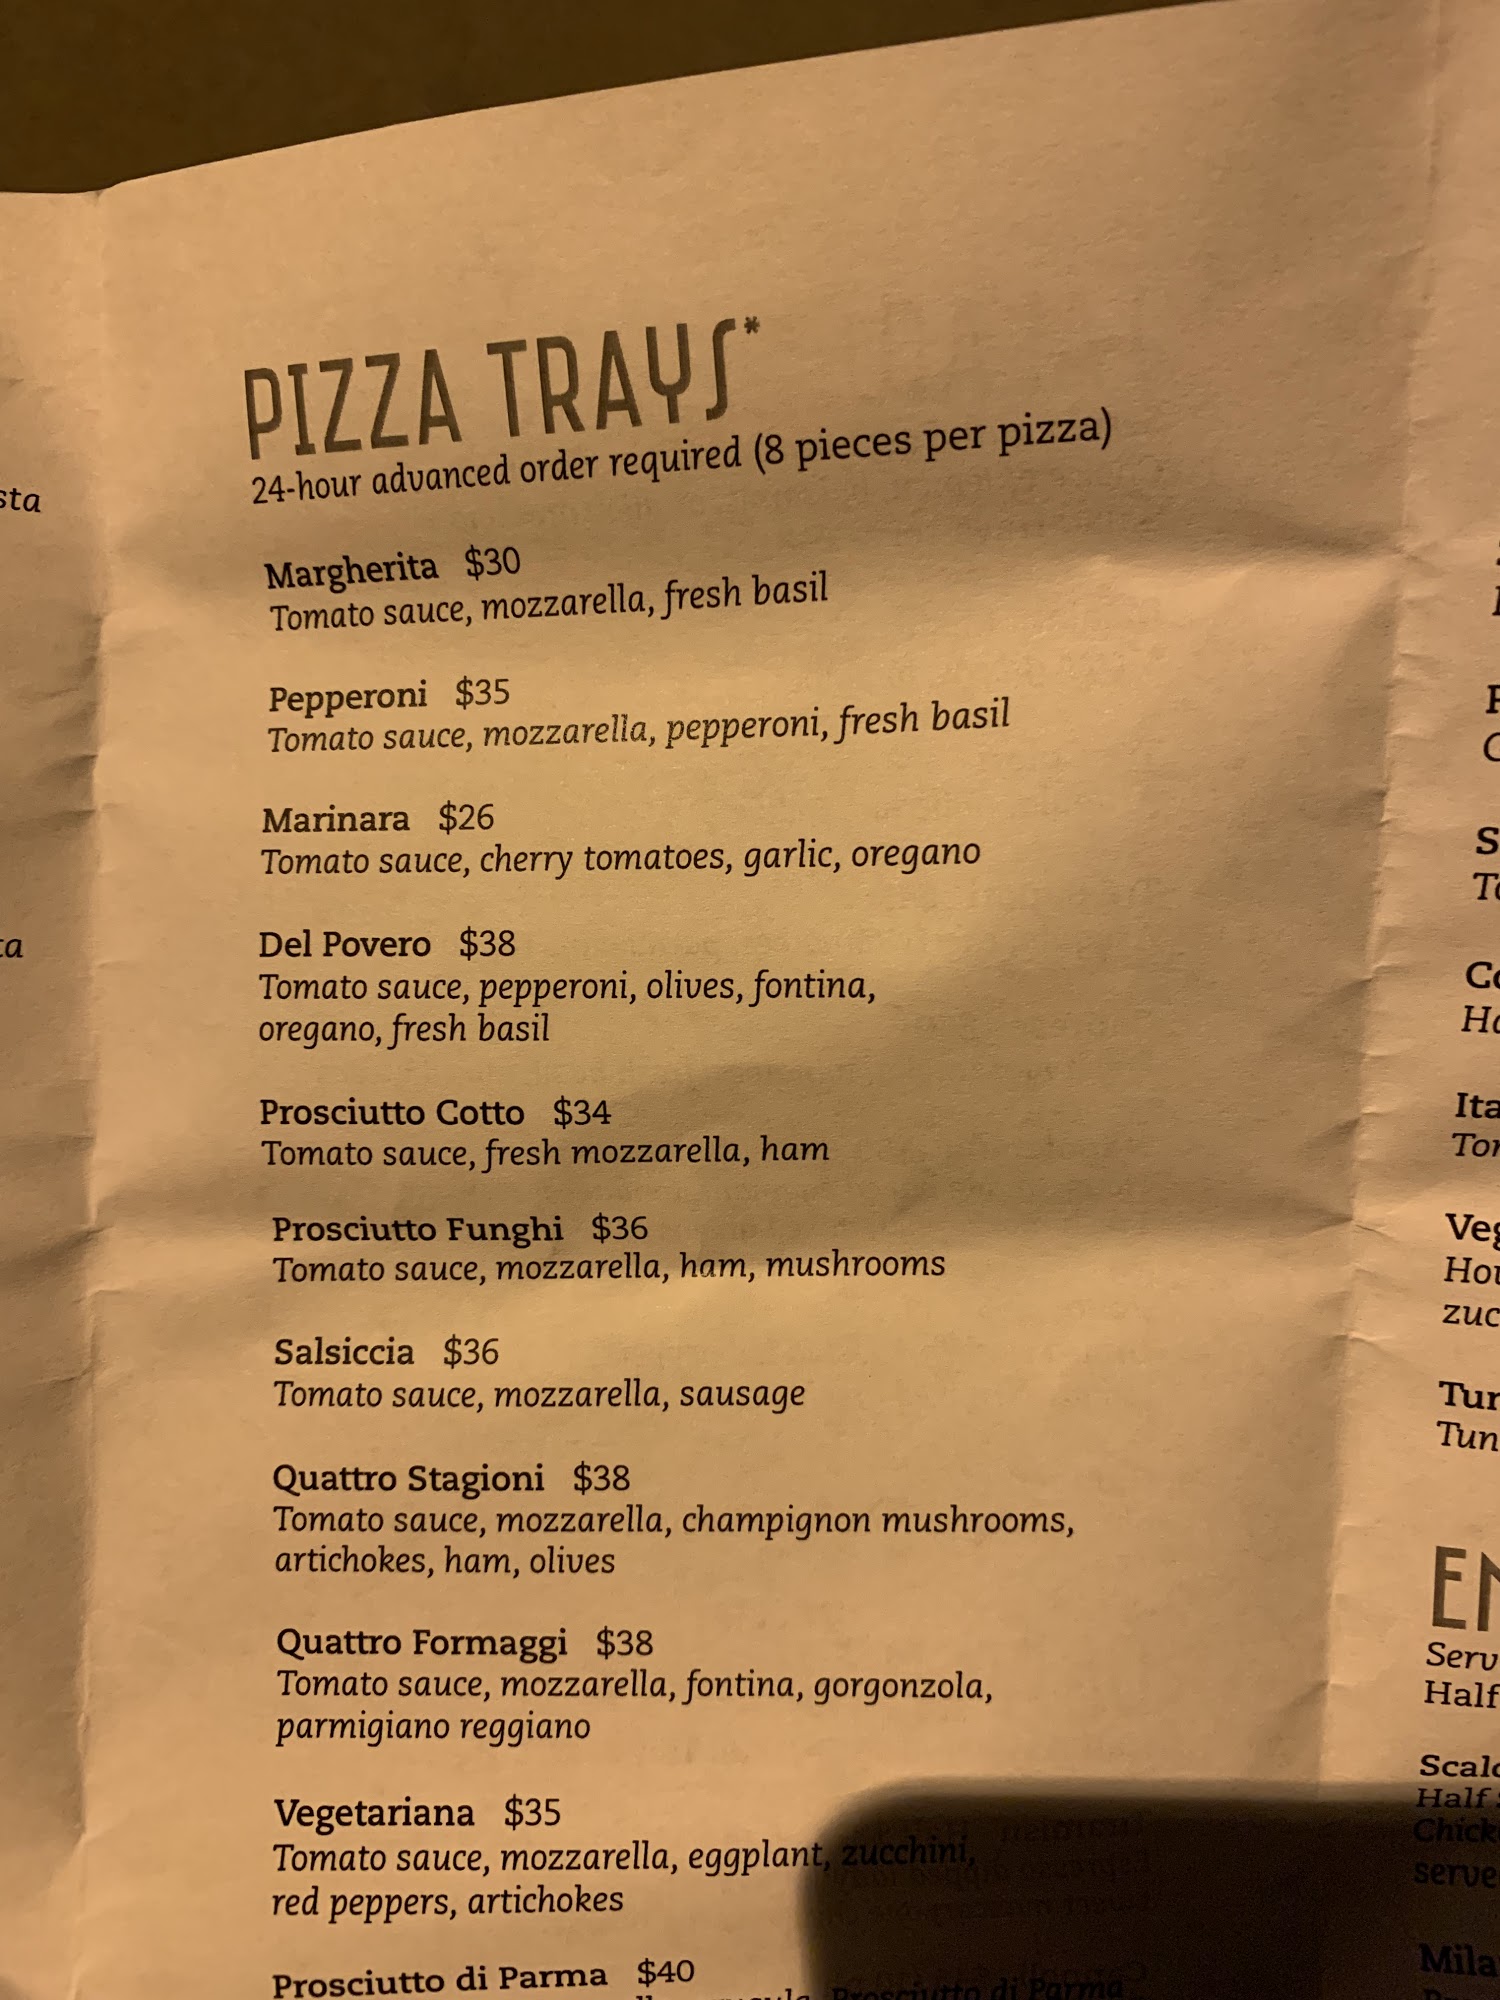 PIZZA TRAYS*
24-hour advanced order required (8 pieces per pizza)
Margherita $30
Tomato sauce, mozzarella, fresh basil
Pepperoni $35
Tomato sauce, mozzarella, pepperoni, fresh basil
Marinara $26
Tomato sauce, cherry tomatoes, garlic, oregano
Del Povero $38
Tomato sauce, pepperoni, olives, fontina,
oregano, fresh basil
Prosciutto Cotto $34
Tomato sauce, fresh mozzarella, ham
Prosciutto Funghi $36
Tomato sauce, mozzarella, ham, mushrooms
Salsiccia $36
Tomato sauce, mozzarella, sausage
Quattro Stagioni $38
Tomato sauce, mozzarella, champignon mushrooms,
artichokes, ham, olives
Quattro Formaggi $38
Tomato sauce, mozzarella, fontina, gorgonzola,
parmigiano reggiano
Vegetariana $35
Tomato sauce, mozzarella, eggplant, zucchini,
red peppers, artichokes
Prosciutto di Parma $40
Prosciutto di Parma
Half